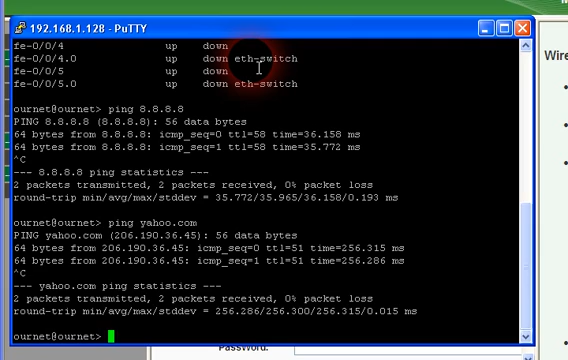 192.168.1.128 - PuTTY
fe-0/0/4 up down
fe-0/0/4.0 up down eth-switch
fe-0/0/5 up down
fe-0/0/5.0 up down eth-switch
ournet@ournet> ping 8.8.8.8
PING 8.8.8.8 (8.8.8.8): 56 data bytes
64 bytes from 8.8.8.8: icmp_seq=0 ttl=58 time=36.158 ms
64 bytes from 8.8.8.8: icmp_seq=1 ttl=58 time=35.772 ms
^C
--- 8.8.8.8 ping statistics ---
2 packets transmitted, 2 packets received, 0% packet loss
round-trip min/avg/max/stddev = 35.772/35.965/36.158/0.193 ms
ournet@ournet> ping yahoo.com
PING yahoo.com (206.190.36.45): 56 data bytes
64 bytes from 206.190.36.45: icmp_seq=0 ttl=51 time=256.315 ms
64 bytes from 206.190.36.45: icmp_seq=1 ttl=51 time=256.286 ms
^C
--- yahoo.com ping statistics ---
2 packets transmitted, 2 packets received, 0% packet loss
round-trip min/avg/max/stddev = 256.286/256.300/256.315/0.015 ms
ournet@ournet>
Wire
Password: